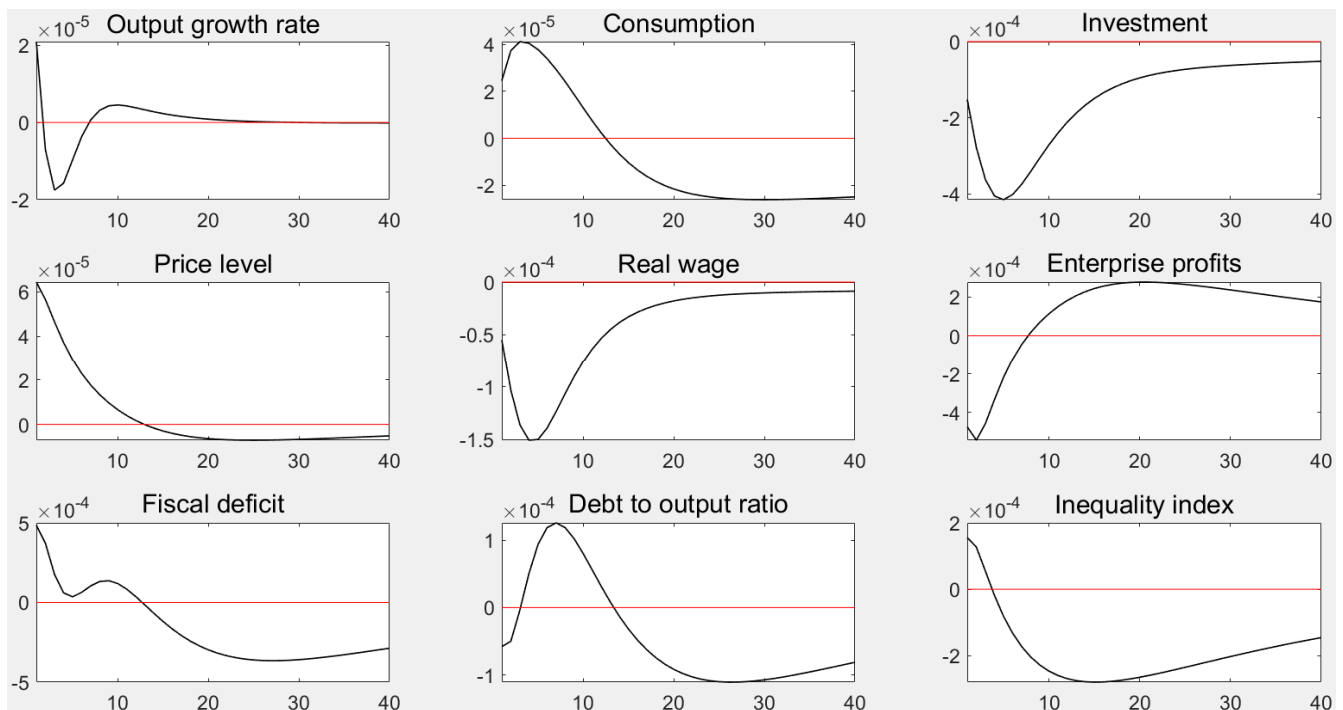 Output growth rate
×10⁻⁵
2
0
-2
10 20 30 40
Consumption
×10⁻⁵
4
2
0
-2
10 20 30 40
Investment
×10⁻⁴
0
-2
-4
10 20 30 40
Price level
×10⁻⁵
6
4
2
0
10 20 30 40
Real wage
×10⁻⁴
0
-0.5
-1
-1.5
10 20 30 40
Enterprise profits
×10⁻⁴
2
0
-2
-4
10 20 30 40
Fiscal deficit
×10⁻⁴
5
0
-5
10 20 30 40
Debt to output ratio
×10⁻⁴
1
0
-1
10 20 30 40
Inequality index
×10⁻⁴
2
0
-2
10 20 30 40